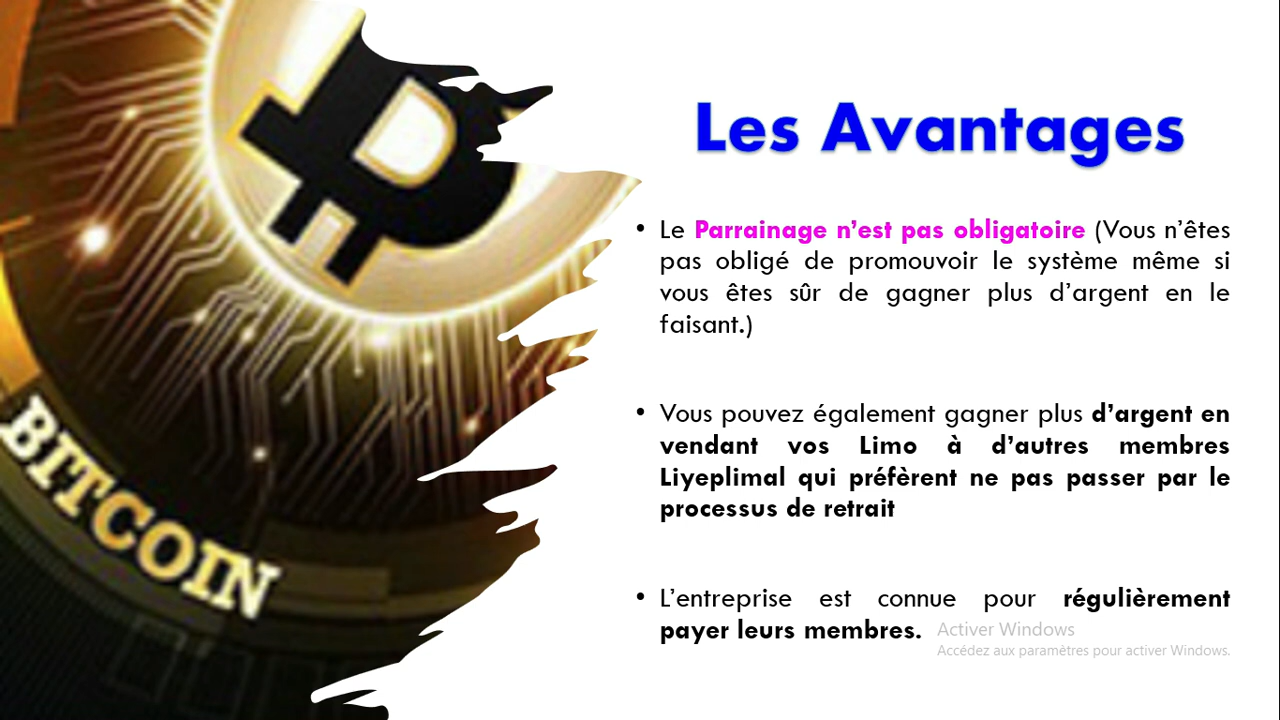 Les Avantages
• Le Parrainage n’est pas obligatoire (Vous n’êtes
pas obligé de promouvoir le système même si
vous êtes sûr de gagner plus d’argent en le
faisant.)
• Vous pouvez également gagner plus d’argent en
vendant vos Limo à d’autres membres
Liyeplimal qui préfèrent ne pas passer par le
processus de retrait
• L’entreprise est connue pour régulièrement
payer leurs membres.
Activer Windows
Accédez aux paramètres pour activer Windows.
BITCOIN